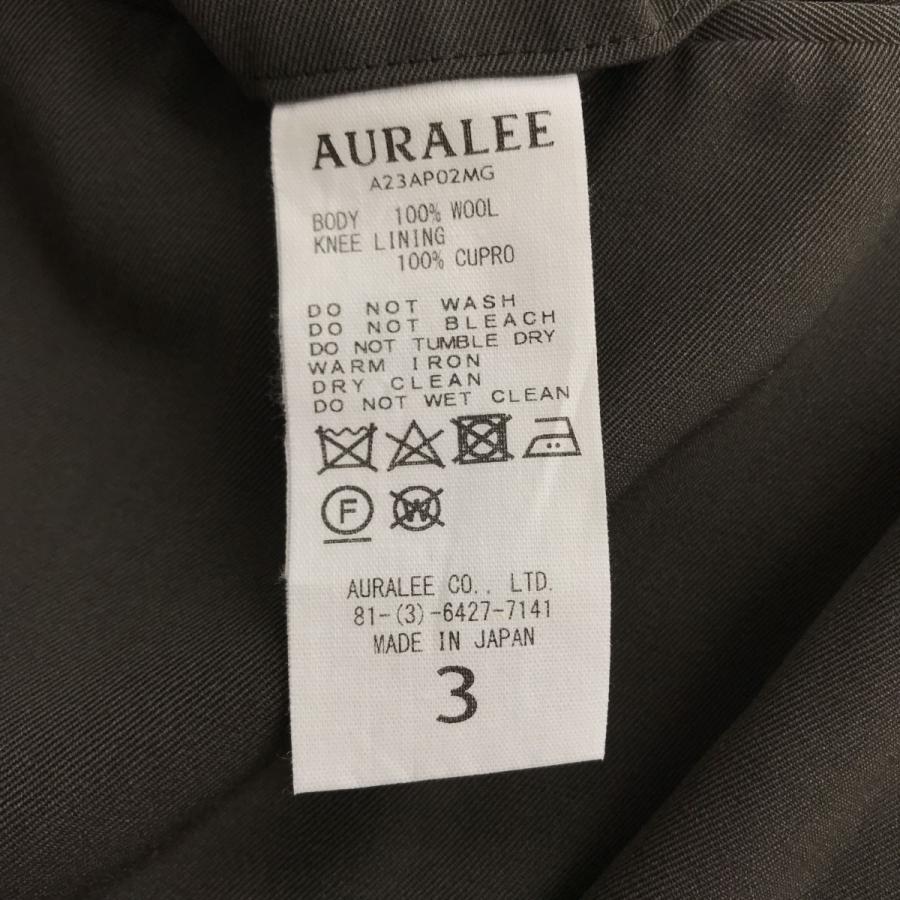 AURALEE
A23AP02MG
BODY 100% WOOL
KNEE LINING
100% CUPRO
DO NOT WASH
DO NOT BLEACH
DO NOT TUMBLE DRY
WARM IRON
DRY CLEAN
DO NOT WET CLEAN
F W
AURALEE CO., LTD.
81-(3)-6427-7141
MADE IN JAPAN
3